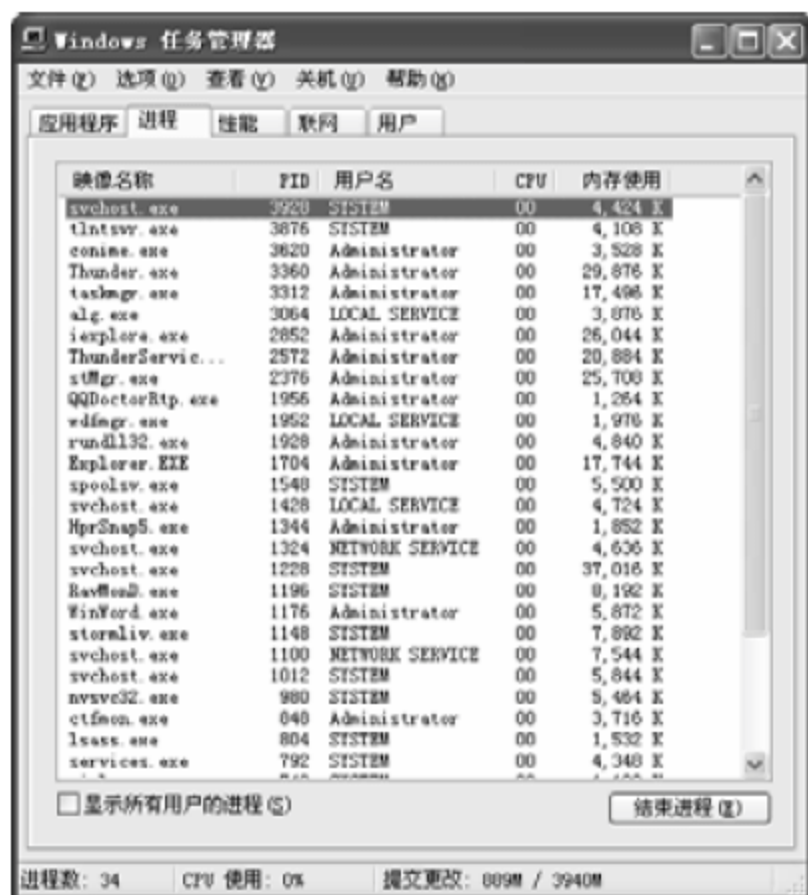 Windows 任务管理器
文件(F) 选项(O) 查看(V) 关机(U) 帮助(H)
应用程序 进程 性能 联网 用户
映像名称 PID 用户名 CPU 内存使用
svchost.exe 3928 SYSTEM 00 4,424 K
tlntsvr.exe 3876 SYSTEM 00 4,108 K
conime.exe 3620 Administrator 00 3,528 K
Thunder.exe 3360 Administrator 00 29,876 K
taskmgr.exe 3312 Administrator 00 17,496 K
alg.exe 3064 LOCAL SERVICE 00 3,876 K
iexplore.exe 2852 Administrator 00 26,044 K
ThunderServic... 2572 Administrator 00 20,884 K
stMgr.exe 2376 Administrator 00 25,708 K
QQDoctorRtp.exe 1956 Administrator 00 1,264 K
wdfmgr.exe 1952 LOCAL SERVICE 00 1,976 K
rundll32.exe 1928 Administrator 00 4,840 K
Explorer.EXE 1704 Administrator 00 17,744 K
spoolsv.exe 1548 SYSTEM 00 5,500 K
svchost.exe 1428 LOCAL SERVICE 00 4,724 K
HprSnap5.exe 1344 Administrator 00 1,852 K
svchost.exe 1324 NETWORK SERVICE 00 4,636 K
svchost.exe 1228 SYSTEM 00 37,016 K
RavMonD.exe 1196 SYSTEM 00 8,192 K
WinWord.exe 1176 Administrator 00 5,872 K
stormliv.exe 1148 SYSTEM 00 7,892 K
svchost.exe 1100 NETWORK SERVICE 00 7,544 K
svchost.exe 1012 SYSTEM 00 5,844 K
nvsvc32.exe 980 SYSTEM 00 5,464 K
ctfmon.exe 848 Administrator 00 3,716 K
lsass.exe 804 SYSTEM 00 1,532 K
services.exe 792 SYSTEM 00 4,348 K
显示所有用户的进程(S) 结束进程(E)
进程数: 34 CPU 使用: 0% 提交更改: 889M / 3940M